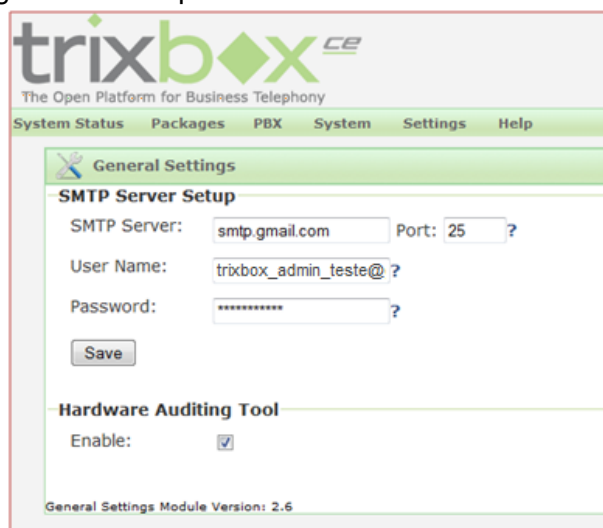 trixbox ce
The Open Platform for Business Telephony
System Status Packages PBX System Settings Help
General Settings
SMTP Server Setup
SMTP Server: smtp.gmail.com Port: 25 ?
User Name: trixbox_admin_teste@ ?
Password: *********** ?
Save
Hardware Auditing Tool
Enable:
General Settings Module Version: 2.6